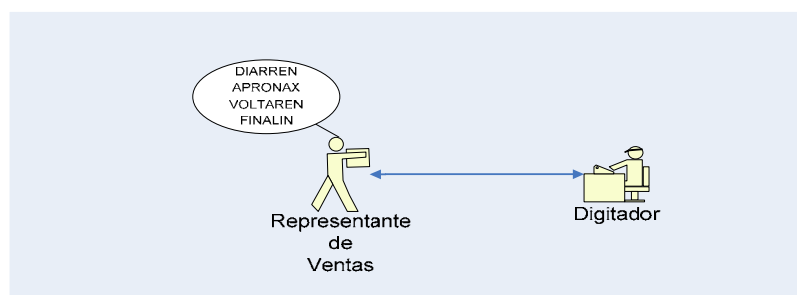 DIARREN
APRONAX
VOLTAREN
FINALIN
Representante
de
Ventas
Digitador